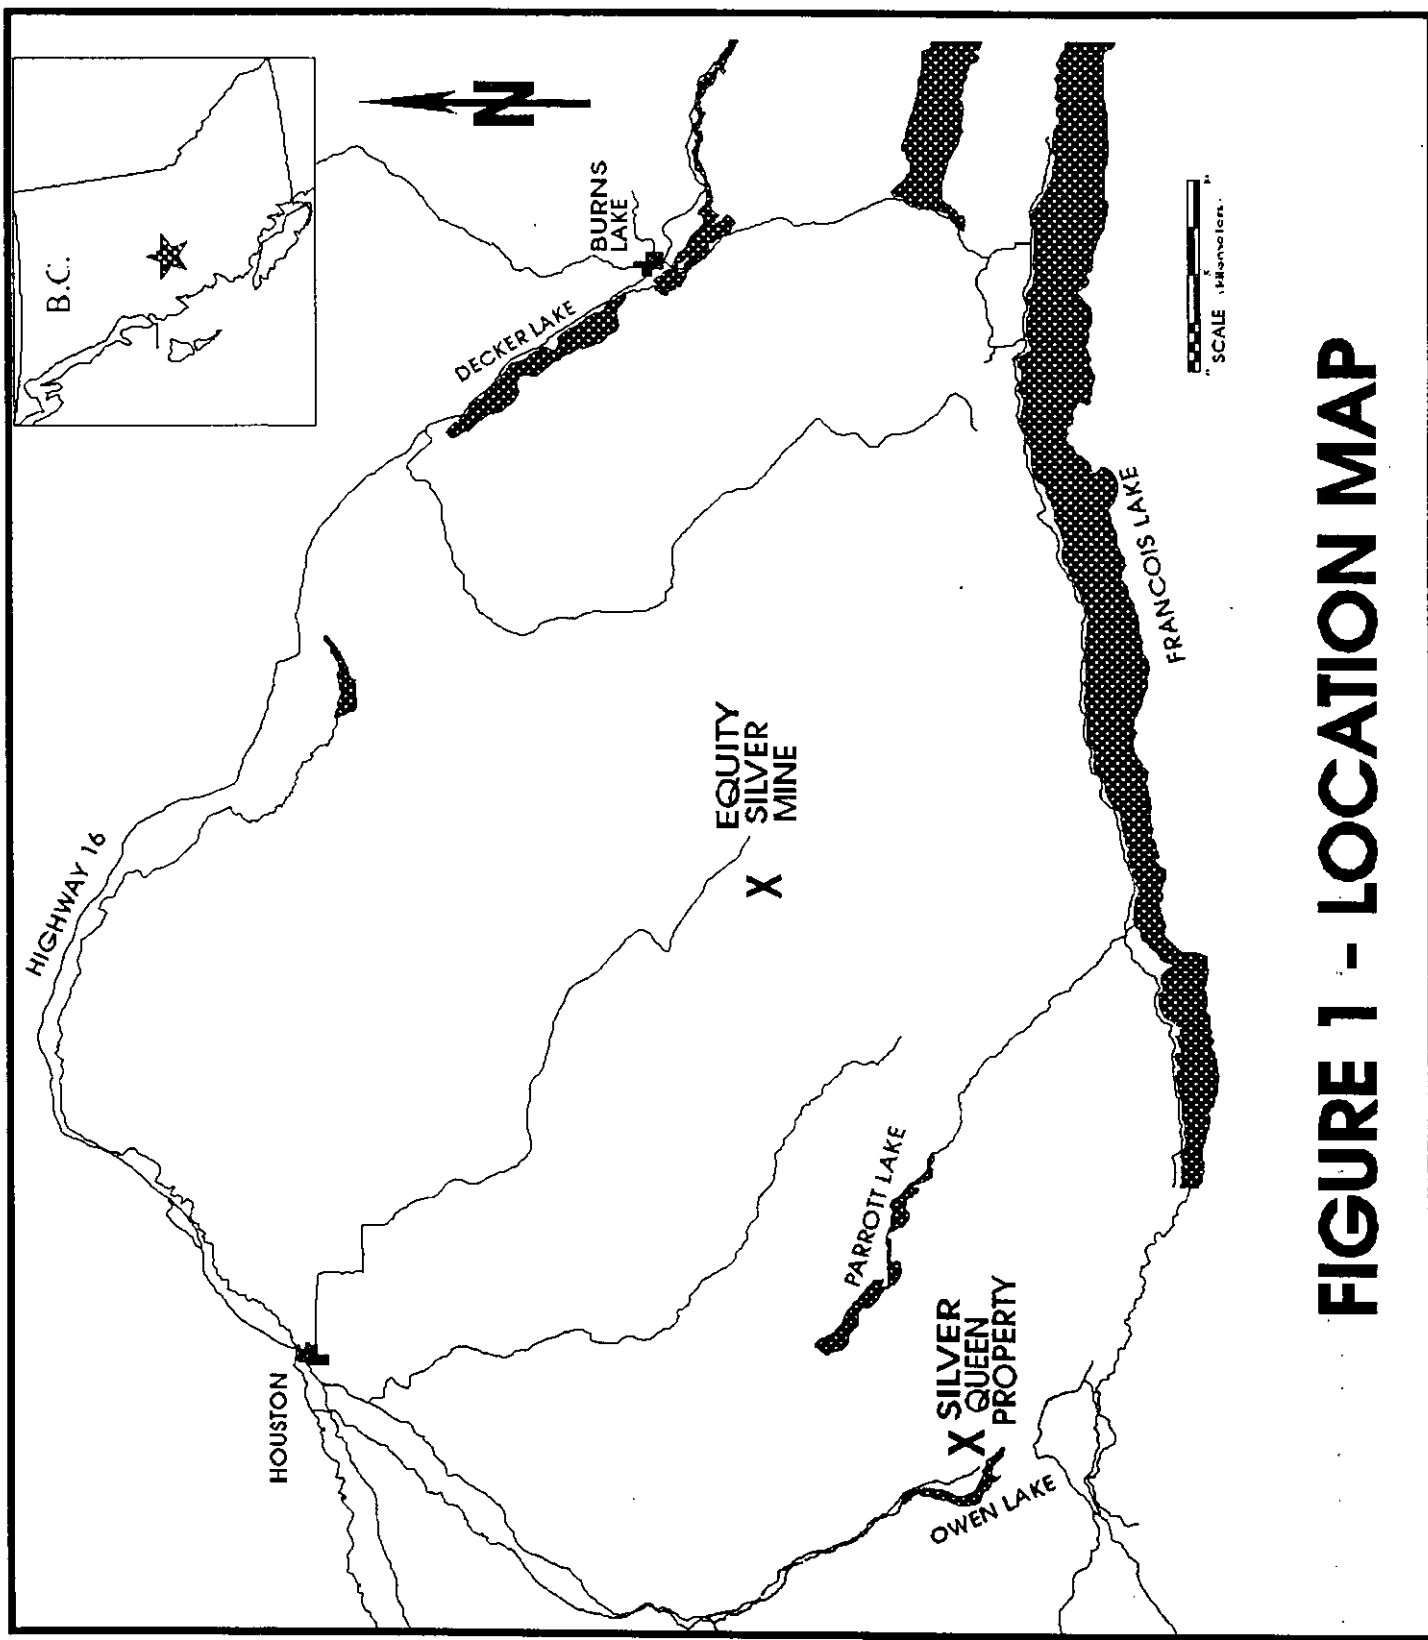 B.C.
N
BURNS
LAKE
DECKER LAKE
HIGHWAY 16
EQUITY
SILVER
MINE
X
FRANCOIS LAKE
SCALE
HOUSTON
PARROTT LAKE
X SILVER
QUEEN
PROPERTY
OWEN LAKE
FIGURE 1 - LOCATION MAP